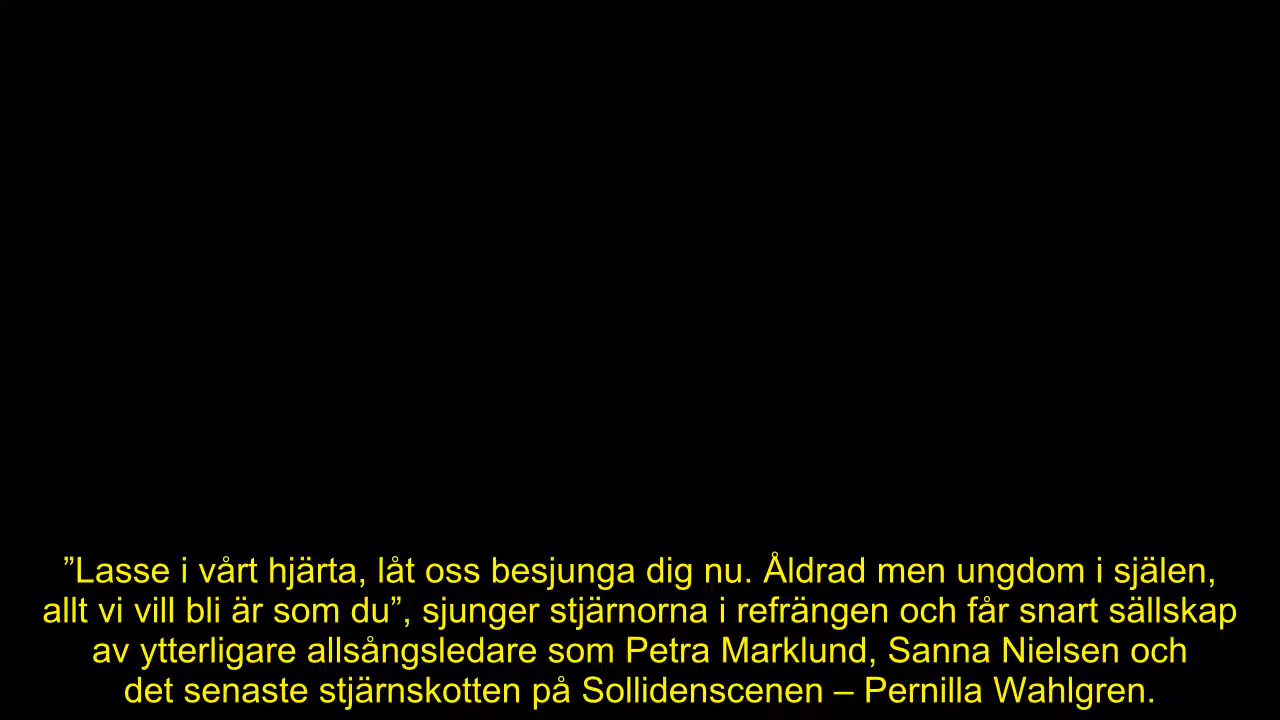 ”Lasse i vårt hjärta, låt oss besjunga dig nu. Åldrad men ungdom i själen,
allt vi vill bli är som du”, sjunger stjärnorna i refrängen och får snart sällskap
av ytterligare allsångsledare som Petra Marklund, Sanna Nielsen och
det senaste stjärnskotten på Sollidenscenen – Pernilla Wahlgren.